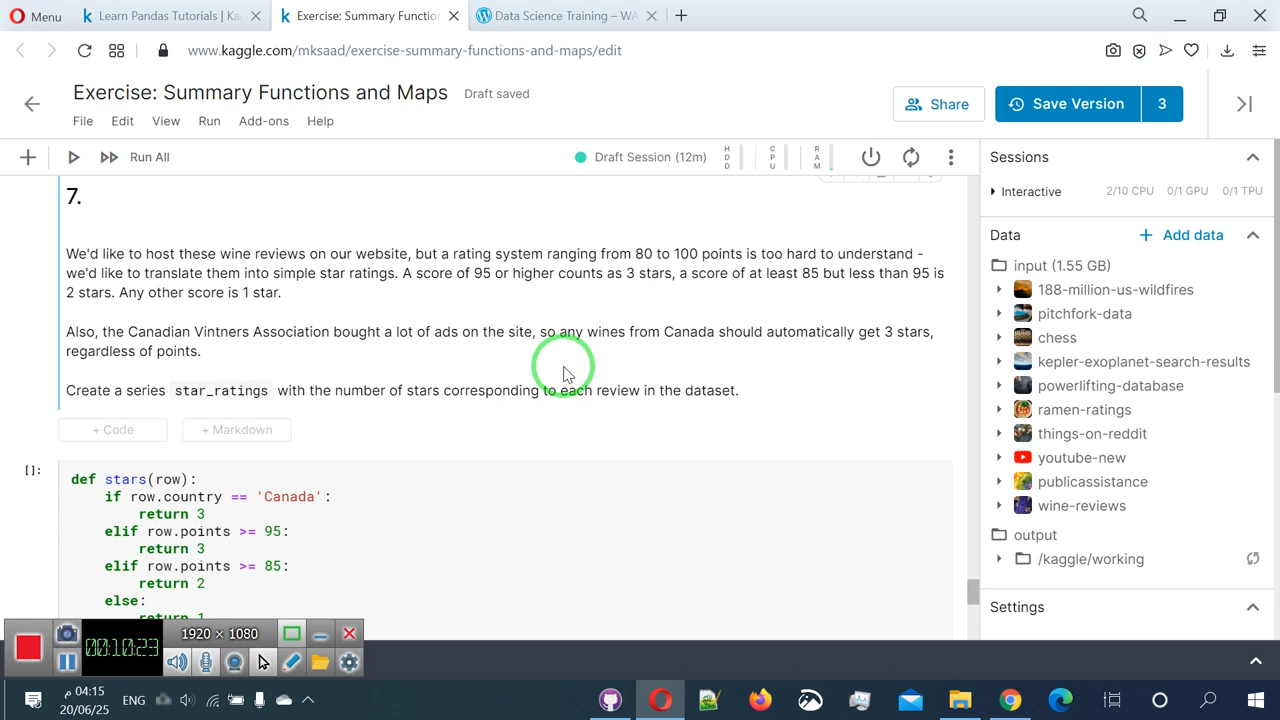 Menu
Learn Pandas Tutorials | Ka
Exercise: Summary Functio
Data Science Training – WA
www.kaggle.com/mksaad/exercise-summary-functions-and-maps/edit
Exercise: Summary Functions and Maps
Draft saved
Share
Save Version
3
File Edit View Run Add-ons Help
Run All
Draft Session (12m)
HDD
CPU
RAM
Sessions
Interactive
2/10 CPU 0/1 GPU 0/1 TPU
Data
+ Add data
input (1.55 GB)
188-million-us-wildfires
pitchfork-data
chess
kepler-exoplanet-search-results
powerlifting-database
ramen-ratings
things-on-reddit
youtube-new
publicassistance
wine-reviews
output
/kaggle/working
Settings
7.
We'd like to host these wine reviews on our website, but a rating system ranging from 80 to 100 points is too hard to understand -
we'd like to translate them into simple star ratings. A score of 95 or higher counts as 3 stars, a score of at least 85 but less than 95 is
2 stars. Any other score is 1 star.
Also, the Canadian Vintners Association bought a lot of ads on the site, so any wines from Canada should automatically get 3 stars,
regardless of points.
Create a series star_ratings with the number of stars corresponding to each review in the dataset.
+ Code
+ Markdown
[]:
def stars(row):
if row.country == 'Canada':
return 3
elif row.points >= 95:
return 3
elif row.points >= 85:
return 2
else:
return 1
00:10:23
1920 × 1080
ENG
04:15 م
20/06/25